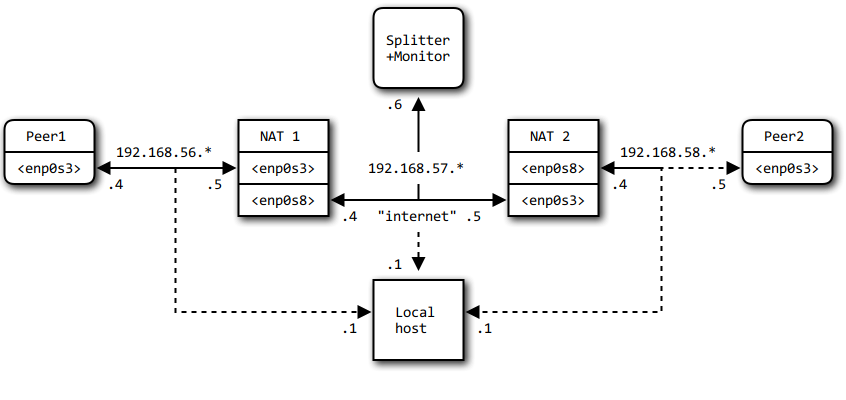 Splitter
+Monitor
.6
Peer1
<enp0s3>
192.168.56.*
.4
.5
NAT 1
<enp0s3>
<enp0s8>
192.168.57.*
.4
"internet"
.5
NAT 2
<enp0s8>
<enp0s3>
192.168.58.*
.4
.5
Peer2
<enp0s3>
.1
Local
host
.1
.1